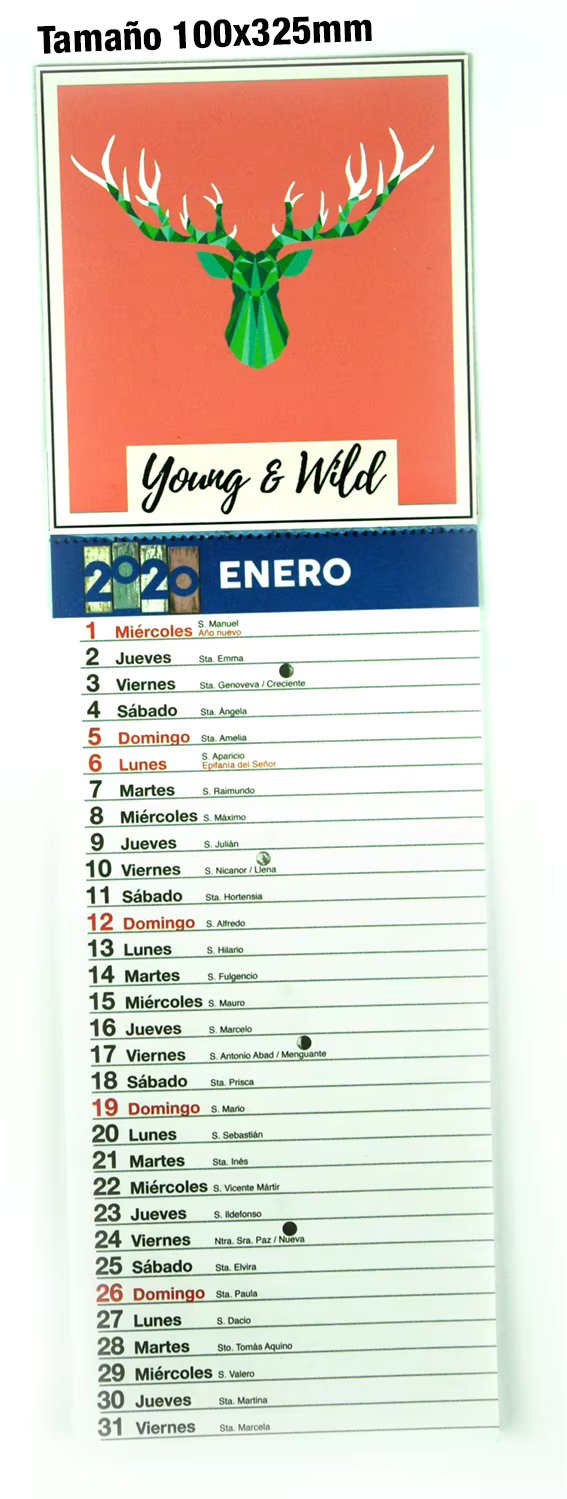 Tamaño 100x325mm
Young & Wild
2020 ENERO
1 Miércoles S. Manuel
Año nuevo
2 Jueves Sta. Emma
3 Viernes Sta. Genoveva / Creciente
4 Sábado Sta. Ángela
5 Domingo Sta. Amelia
6 Lunes S. Aparicio
Epifanía del Señor
7 Martes S. Raimundo
8 Miércoles S. Máximo
9 Jueves S. Julián
10 Viernes S. Nicanor / Llena
11 Sábado Sta. Hortensia
12 Domingo S. Alfredo
13 Lunes S. Hilario
14 Martes S. Fulgencio
15 Miércoles S. Mauro
16 Jueves S. Marcelo
17 Viernes S. Antonio Abad / Menguante
18 Sábado Sta. Prisca
19 Domingo S. Mario
20 Lunes S. Sebastián
21 Martes Sta. Inés
22 Miércoles S. Vicente Mártir
23 Jueves S. Ildefonso
24 Viernes Ntra. Sra. Paz / Nueva
25 Sábado Sta. Elvira
26 Domingo Sta. Paula
27 Lunes S. Dacio
28 Martes Sto. Tomás Aquino
29 Miércoles S. Valero
30 Jueves Sta. Martina
31 Viernes Sta. Marcela